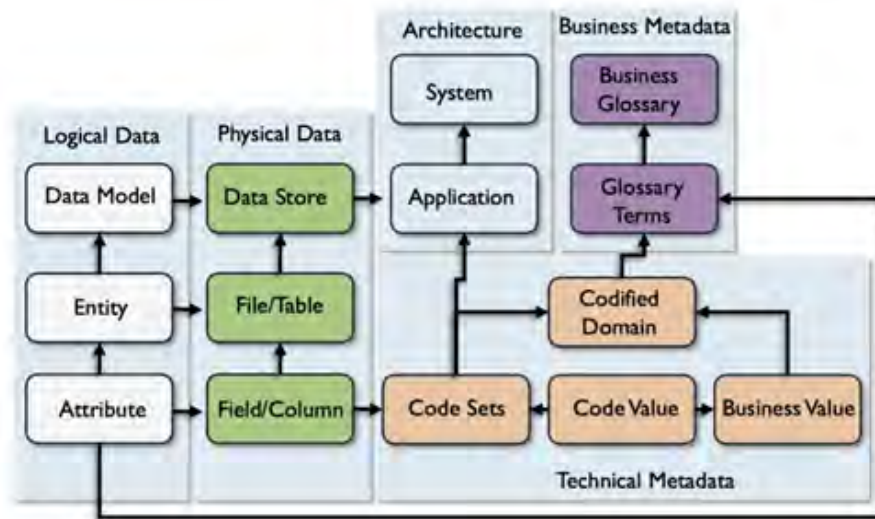 Architecture
Business Metadata
System
Business
Glossary
Logical Data
Physical Data
Data Model
Data Store
Application
Glossary
Terms
Entity
File/Table
Codified
Domain
Attribute
Field/Column
Code Sets
Code Value
Business Value
Technical Metadata